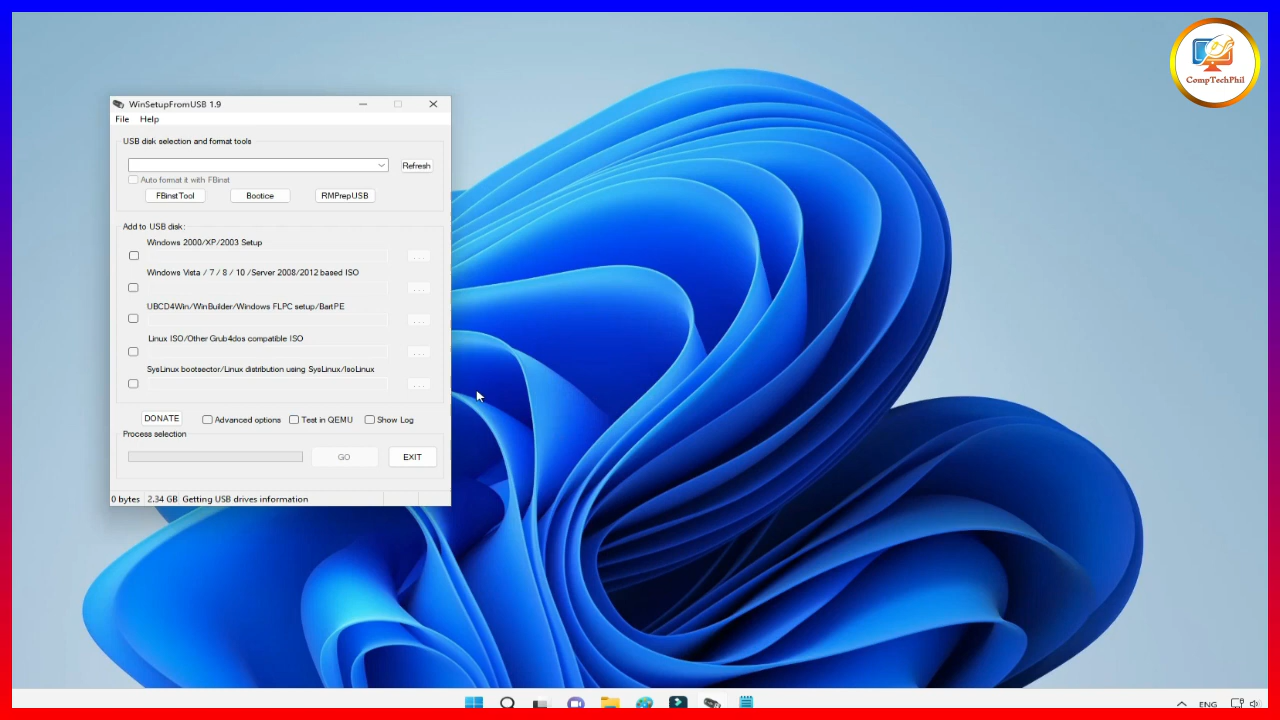 CompTechPhil
WinSetupFromUSB 1.9
File Help
USB disk selection and format tools
Refresh
Auto format it with FBinst
FBinstTool Bootice RMPrepUSB
Add to USB disk:
Windows 2000/XP/2003 Setup
...
Windows Vista / 7 / 8 / 10 /Server 2008/2012 based ISO
...
UBCD4Win/WinBuilder/Windows FLPC setup/BartPE
...
Linux ISO/Other Grub4dos compatible ISO
...
SysLinux bootsector/Linux distribution using SysLinux/IsoLinux
...
DONATE Advanced options Test in QEMU Show Log
Process selection
GO EXIT
0 bytes 2.34 GB Getting USB drives information
ENG